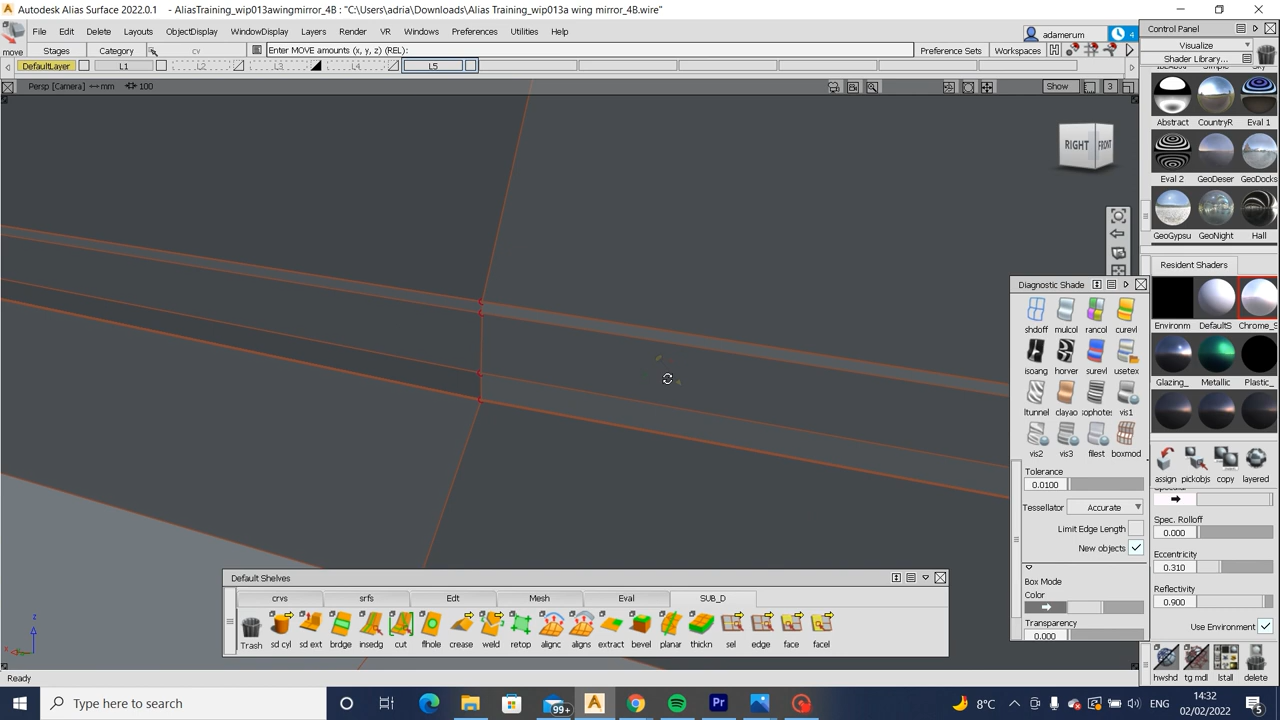 Autodesk Alias Surface 2022.0.1 - AliasTraining_wip013awingmirror_4B : "C:\Users\adria\Downloads\Alias Training_wip013a wing mirror_4B.wire"
File Edit Delete Layouts ObjectDisplay WindowDisplay Layers Render Windows Preferences Utilities Help adamerum 4
move Stages Category cv Enter MOVE amounts (x, y, z) (REL): Preference Sets Workspaces
DefaultLayer L1 L2 L3 L4 L5
Persp [Camera] mm 100 Show 3
RIGHT FRONT
Control Panel
Visualize
Shader Library...
Abstract CountryR Eval 1
Eval 2 GeoDeser GeoDocks
GeoGypsu GeoNight Hall
Resident Shaders
Environm DefaultS Chrome_S
Glazing_ Metallic Plastic_
assign pickobjs copy layered
Spec. Rolloff
0.000
Eccentricity
0.310
Reflectivity
0.900
Use Environment
hwshd tg mdl lstall delete
Diagnostic Shade
shdoff mulcol rancol curevl
isoang horver surevl usetex
ltunnel clayao sophotes vis1
vis2 vis3 filest boxmod
Tolerance
0.0100
Tessellator Accurate
Limit Edge Length
New objects
Box Mode
Color
Transparency
0.000
Default Shelves
crvs srfs Edt Mesh Eval SUB_D
Trash sd cyl sd ext brdge insedg cut flhole crease weld retop alignc aligns extract bevel planar thickn sel edge face facel
z
x
Ready
Type here to search
99+
Pr
8°C ENG 14:32
02/02/2022